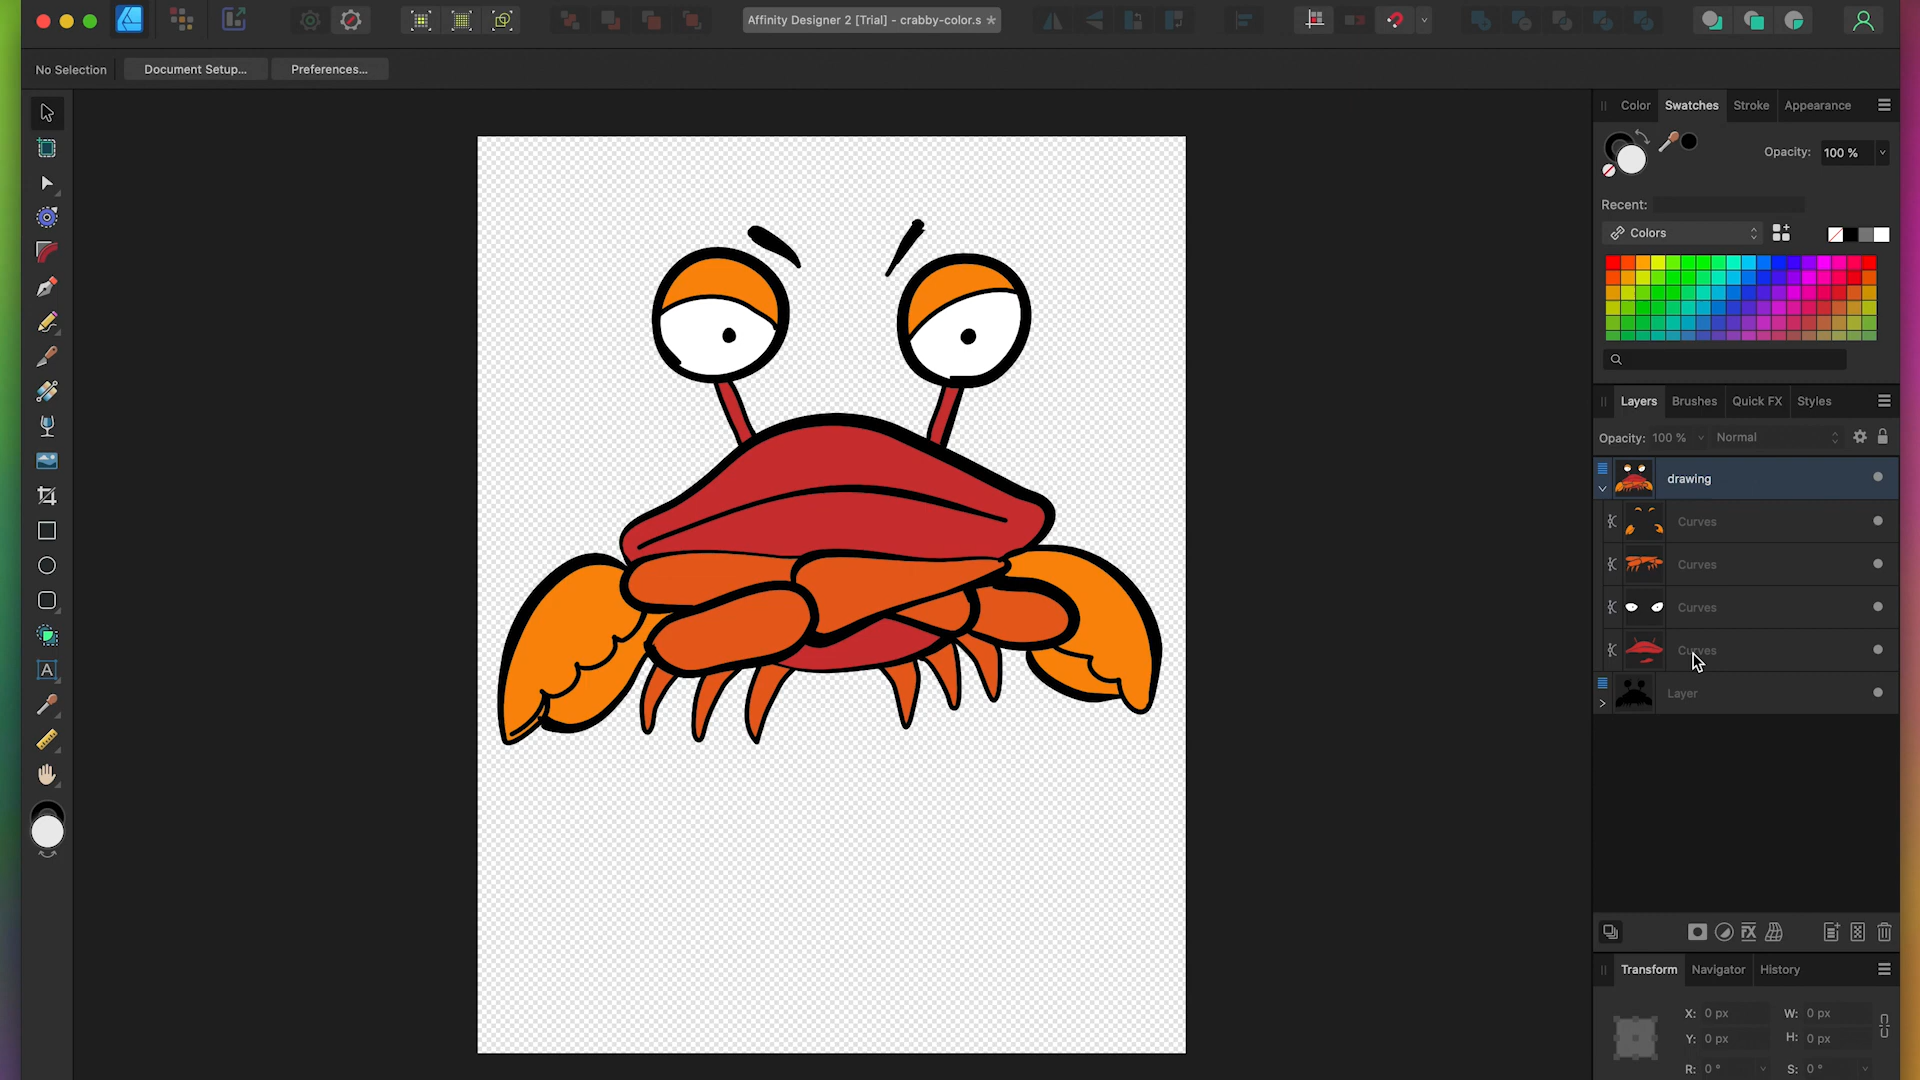 Affinity Designer 2 [Trial] - crabby-color.s *
No Selection
Document Setup...
Preferences...
Color
Swatches
Stroke
Appearance
Opacity:
100 %
Recent:
Colors
Layers
Brushes
Quick FX
Styles
Opacity: 100 %
Normal
drawing
Curves
Curves
Curves
Curves
Layer
FX
Transform
Navigator
History
X: 0 px
W: 0 px
Y: 0 px
H: 0 px
R: 0 °
S: 0 °
A